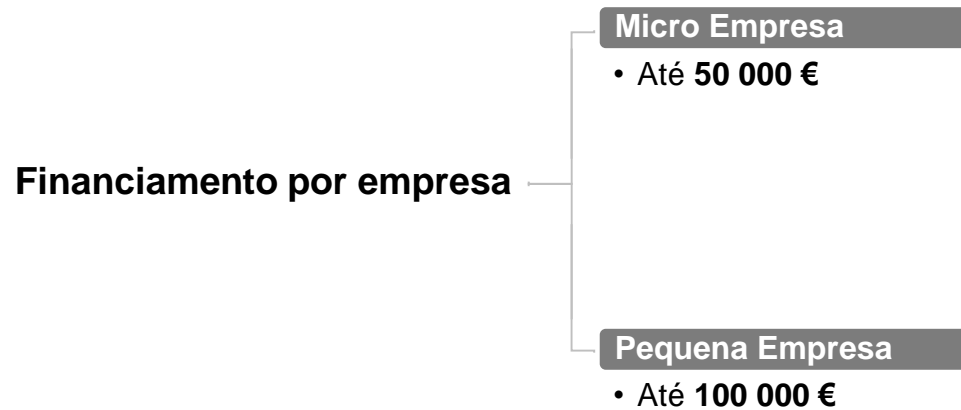 Micro Empresa
• Até 50 000 €
Financiamento por empresa
Pequena Empresa
• Até 100 000 €